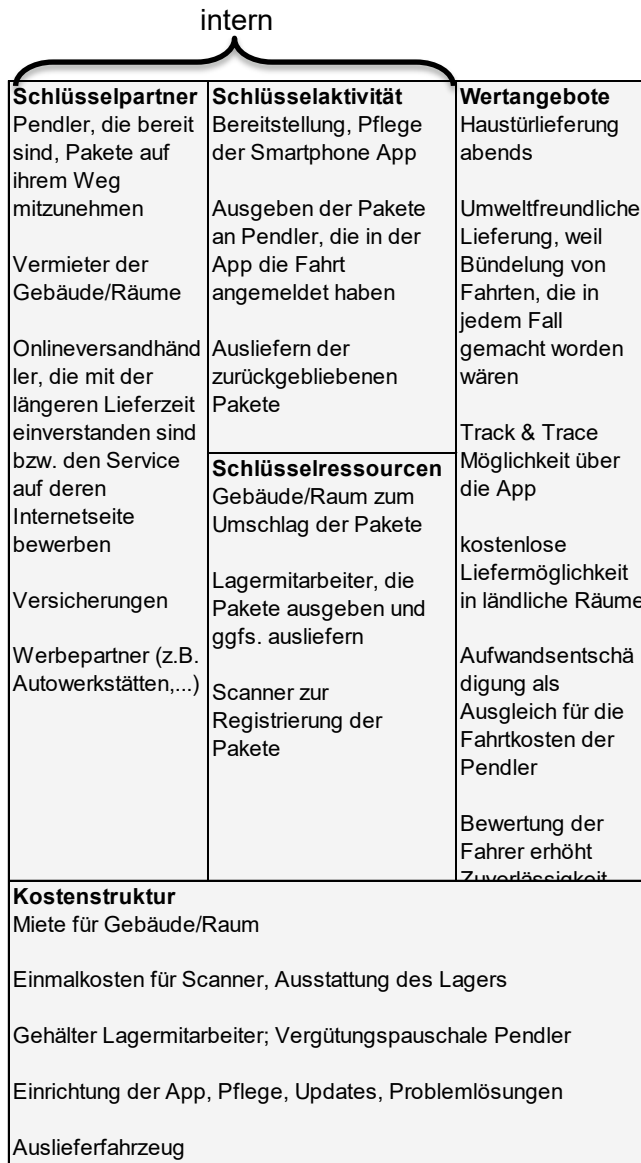 intern
Schlüsselpartner
Pendler, die bereit
sind, Pakete auf
ihrem Weg
mitzunehmen
Vermieter der
Gebäude/Räume
Onlineversandhänd
ler, die mit der
längeren Lieferzeit
einverstanden sind
bzw. den Service
auf deren
Internetseite
bewerben
Versicherungen
Werbepartner (z.B.
Autowerkstätten,...)
Schlüsselaktivität
Bereitstellung, Pflege
der Smartphone App
Ausgeben der Pakete
an Pendler, die in der
App die Fahrt
angemeldet haben
Ausliefern der
zurückgebliebenen
Pakete
Schlüsselressourcen
Gebäude/Raum zum
Umschlag der Pakete
Lagermitarbeiter, die
Pakete ausgeben und
ggfs. ausliefern
Scanner zur
Registrierung der
Pakete
Wertangebote
Haustürlieferung
abends
Umweltfreundliche
Lieferung, weil
Bündelung von
Fahrten, die in
jedem Fall
gemacht worden
wären
Track & Trace
Möglichkeit über
die App
kostenlose
Liefermöglichkeit
in ländliche Räume
Aufwandsentschä
digung als
Ausgleich für die
Fahrtkosten der
Pendler
Bewertung der
Fahrer erhöht
Zuverlässigkeit
Kostenstruktur
Miete für Gebäude/Raum
Einmalkosten für Scanner, Ausstattung des Lagers
Gehälter Lagermitarbeiter; Vergütungspauschale Pendler
Einrichtung der App, Pflege, Updates, Problemlösungen
Auslieferfahrzeug